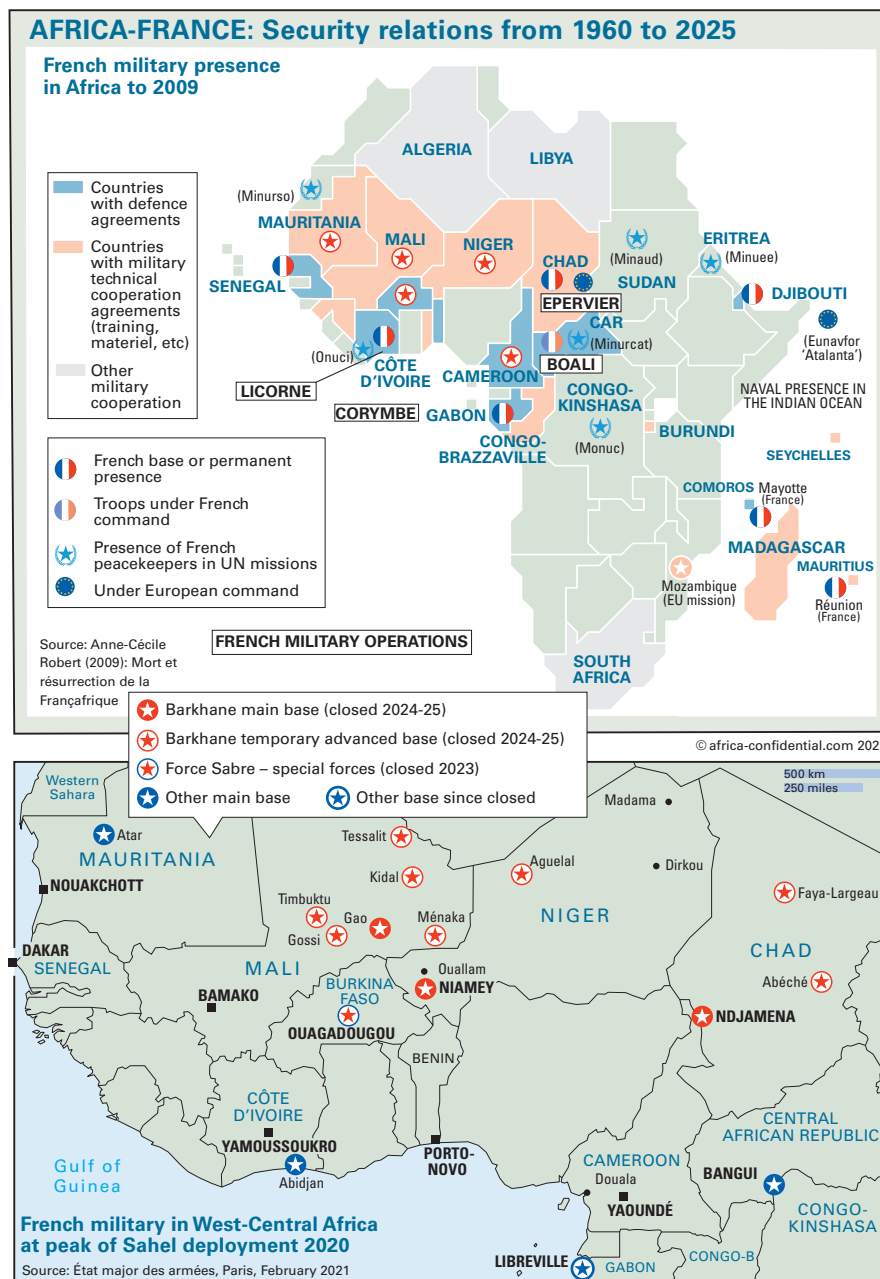 AFRICA-FRANCE: Security relations from 1960 to 2025
French military presence
in Africa to 2009
Countries
with defence
agreements
Countries
with military
technical
cooperation
agreements
(training,
materiel, etc)
Other
military
cooperation
French base or permanent
presence
Troops under French
command
Presence of French
peacekeepers in UN missions
Under European command
Source: Anne-Cécile
Robert (2009): Mort et
résurrection de la
Françafrique
FRENCH MILITARY OPERATIONS
ALGERIA
LIBYA
(Minurso)
MAURITANIA
MALI
NIGER
CHAD
EPERVIER
(Minaud)
SUDAN
ERITREA
(Minuee)
SENEGAL
DJIBOUTI
(Eunavfor
'Atalanta')
(Onuci)
CÔTE
D'IVOIRE
LICORNE
CAMEROON
CAR
(Minurcat)
BOALI
CORYMBE
GABON
CONGO-
KINSHASA
(Monuc)
CONGO-
BRAZZAVILLE
BURUNDI
NAVAL PRESENCE IN
THE INDIAN OCEAN
SEYCHELLES
COMOROS
Mayotte
(France)
MADAGASCAR
MAURITIUS
Réunion
(France)
Mozambique
(EU mission)
SOUTH
AFRICA
© africa-confidential.com 202
Barkhane main base (closed 2024-25)
Barkhane temporary advanced base (closed 2024-25)
Force Sabre – special forces (closed 2023)
Other main base
Other base since closed
500 km
250 miles
Western
Sahara
Atar
MAURITANIA
NOUAKCHOTT
DAKAR
SENEGAL
Tessalit
Kidal
Timbuktu
Gao
Gossi
Ménaka
MALI
BAMAKO
BURKINA
FASO
OUAGADOUGOU
Madama
Dirkou
Aguelal
NIGER
Ouallam
NIAMEY
Faya-Largeau
CHAD
Abéché
NDJAMENA
BENIN
CÔTE
D'IVOIRE
YAMOUSSOUKRO
Abidjan
PORTO-
NOVO
Gulf of
Guinea
CENTRAL
AFRICAN REPUBLIC
BANGUI
CAMEROON
Douala
YAOUNDÉ
CONGO-
KINSHASA
CONGO-B
LIBREVILLE
GABON
French military in West-Central Africa
at peak of Sahel deployment 2020
Source: État major des armées, Paris, February 2021